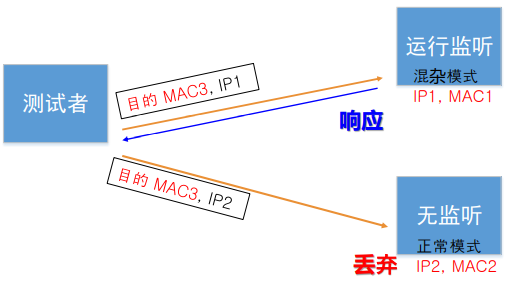 测试者
目的 MAC3, IP1
响应
运行监听
混杂模式
IP1, MAC1
目的 MAC3, IP2
丢弃
无监听
正常模式
IP2, MAC2